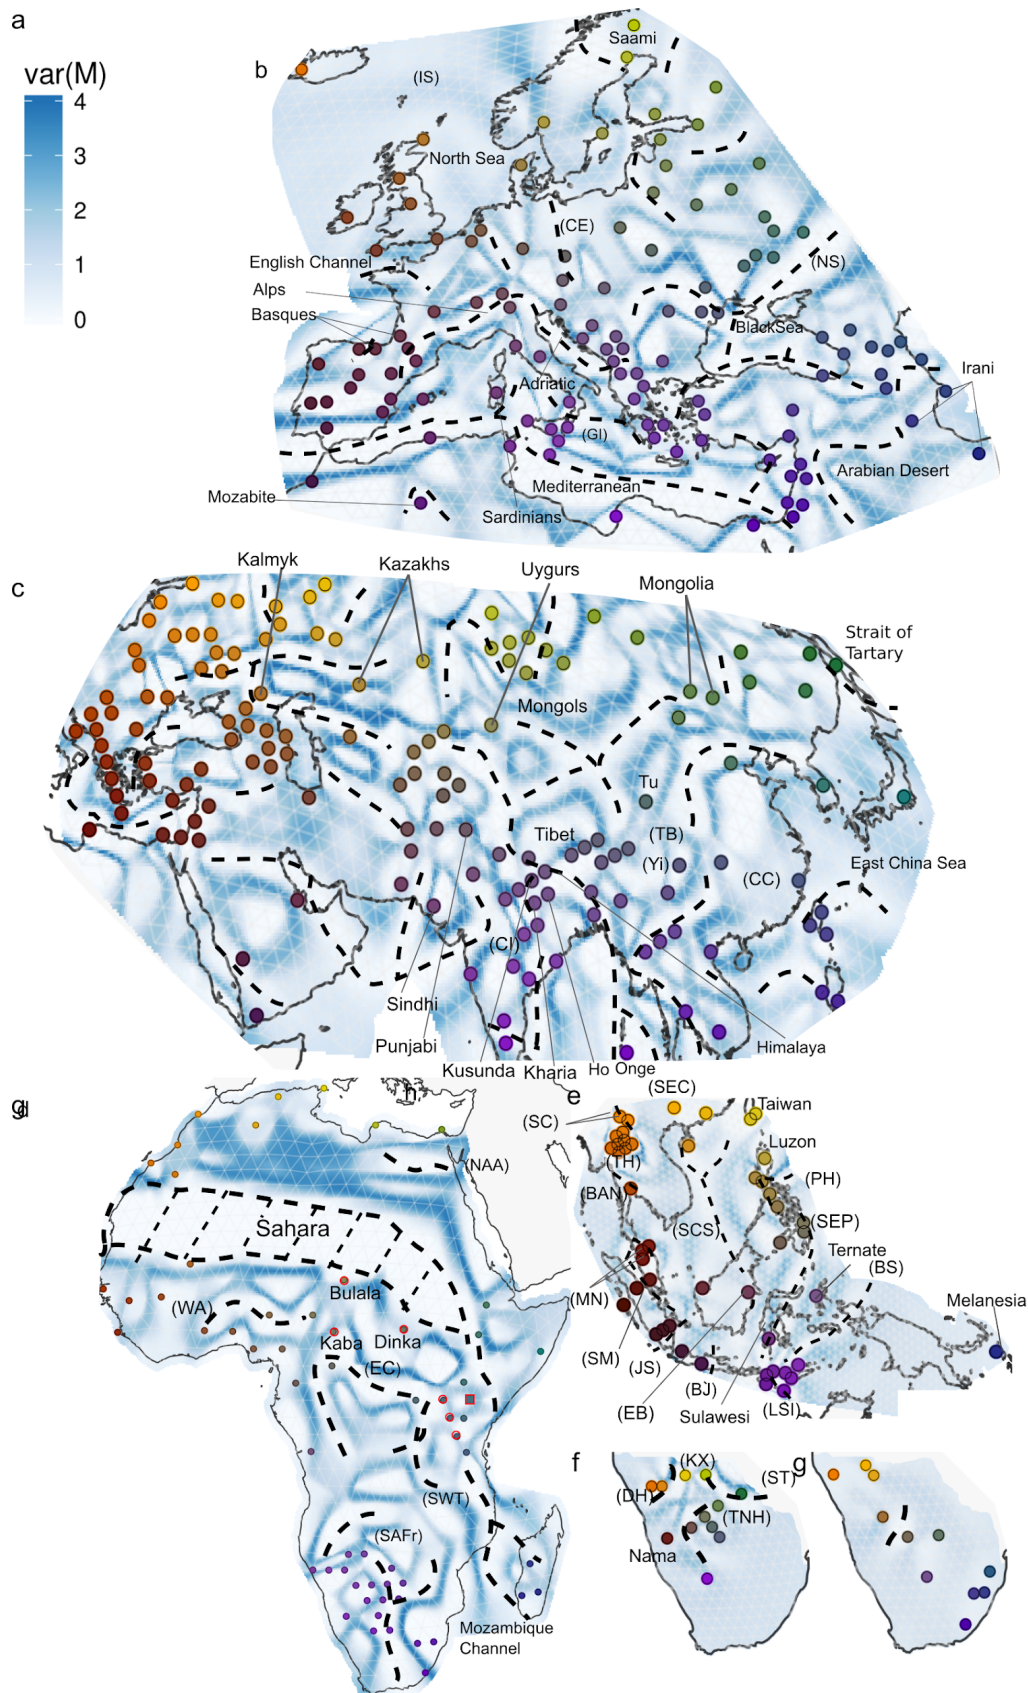 a
var(M)
4
3
2
1
0
b
Saami
(IS)
North Sea
(CE)
English Channel
(NS)
Alps
Basques
BlackSea
Irani
Adriatic
(GI)
Arabian Desert
Mediterranean
Mozabite
Sardinians
c
Kalmyk
Kazakhs
Uygurs
Mongolia
Strait of
Tartary
Mongols
Tu
Tibet
(TB)
(Yi)
(CC)
East China Sea
(CI)
Sindhi
Punjabi
Himalaya
Kusunda
Kharia
Ho
Onge
g
d
h
(NAA)
Sahara
Bulala
(WA)
Kaba
Dinka
(EC)
(SWT)
(SAFr)
Mozambique
Channel
e
(SEC)
(SC)
Taiwan
Luzon
(TH)
(PH)
(BAN)
(SCS)
(SEP)
Ternate
(BS)
(MN)
Melanesia
(SM)
(JS)
(BJ)
(EB)
Sulawesi
(LSI)
f
(KX)
(ST)
(DH)
(TNH)
Nama
g